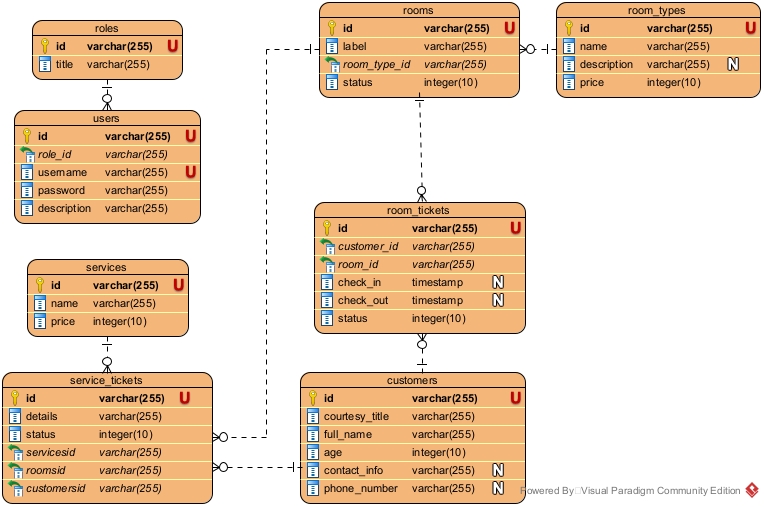 roles
id varchar(255) U
title varchar(255)
rooms
id varchar(255) U
label varchar(255)
room_type_id varchar(255)
status integer(10)
room_types
id varchar(255) U
name varchar(255)
description varchar(255) N
price integer(10)
users
id varchar(255) U
role_id varchar(255)
username varchar(255) U
password varchar(255)
description varchar(255)
room_tickets
id varchar(255) U
customer_id varchar(255)
room_id varchar(255)
check_in timestamp N
check_out timestamp N
status integer(10)
services
id varchar(255) U
name varchar(255)
price integer(10)
service_tickets
id varchar(255) U
details varchar(255)
status integer(10)
servicesid varchar(255)
roomsid varchar(255)
customersid varchar(255)
customers
id varchar(255) U
courtesy_title varchar(255)
full_name varchar(255)
age integer(10)
contact_info varchar(255) N
phone_number varchar(255) N
Powered By Visual Paradigm Community Edition